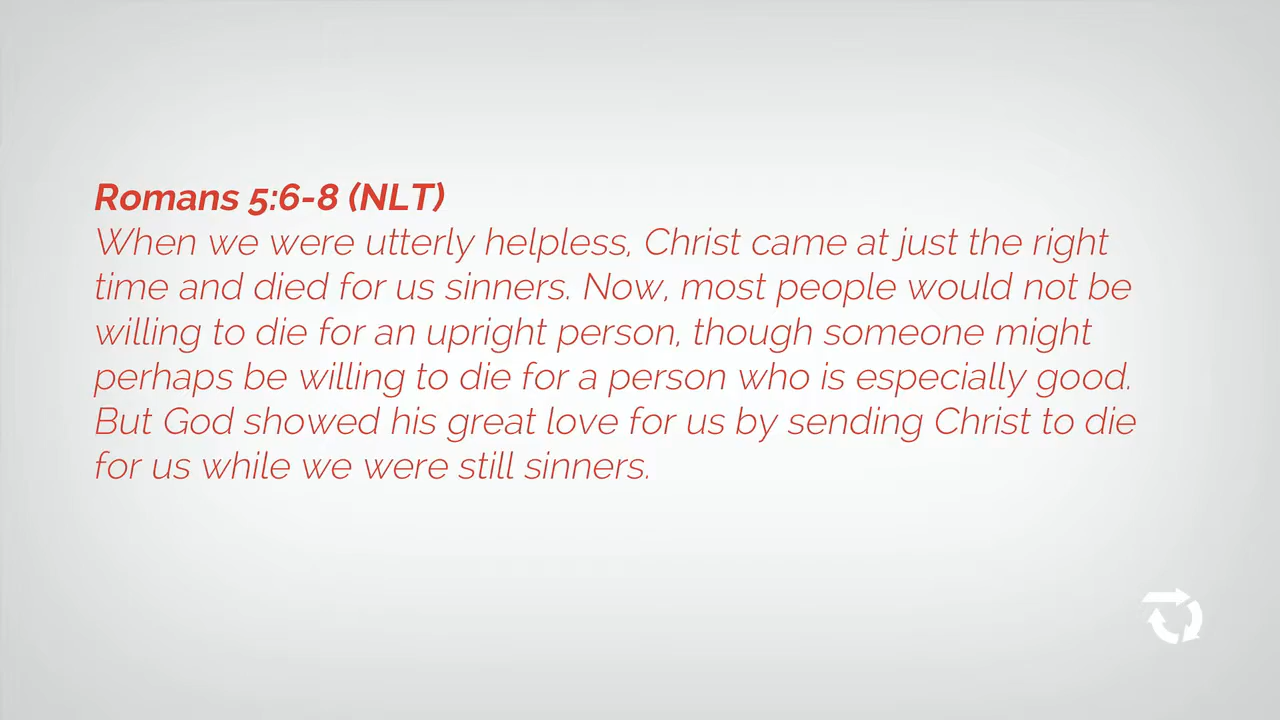 Romans 5:6-8 (NLT)
When we were utterly helpless, Christ came at just the right
time and died for us sinners. Now, most people would not be
willing to die for an upright person, though someone might
perhaps be willing to die for a person who is especially good.
But God showed his great love for us by sending Christ to die
for us while we were still sinners.